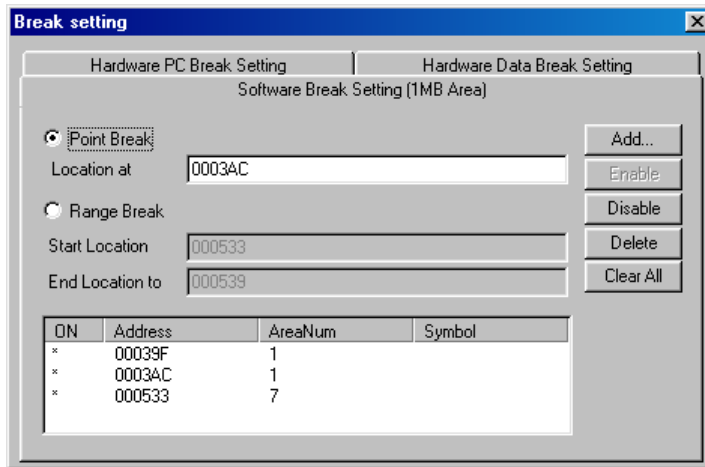 Break setting
Hardware PC Break Setting Hardware Data Break Setting
Software Break Setting (1MB Area)
Point Break Add...
Location at 0003AC Enable
Range Break Disable
Start Location 000533 Delete
End Location to 000539 Clear All
ON Address AreaNum Symbol
* 00039F 1
* 0003AC 1
* 000533 7